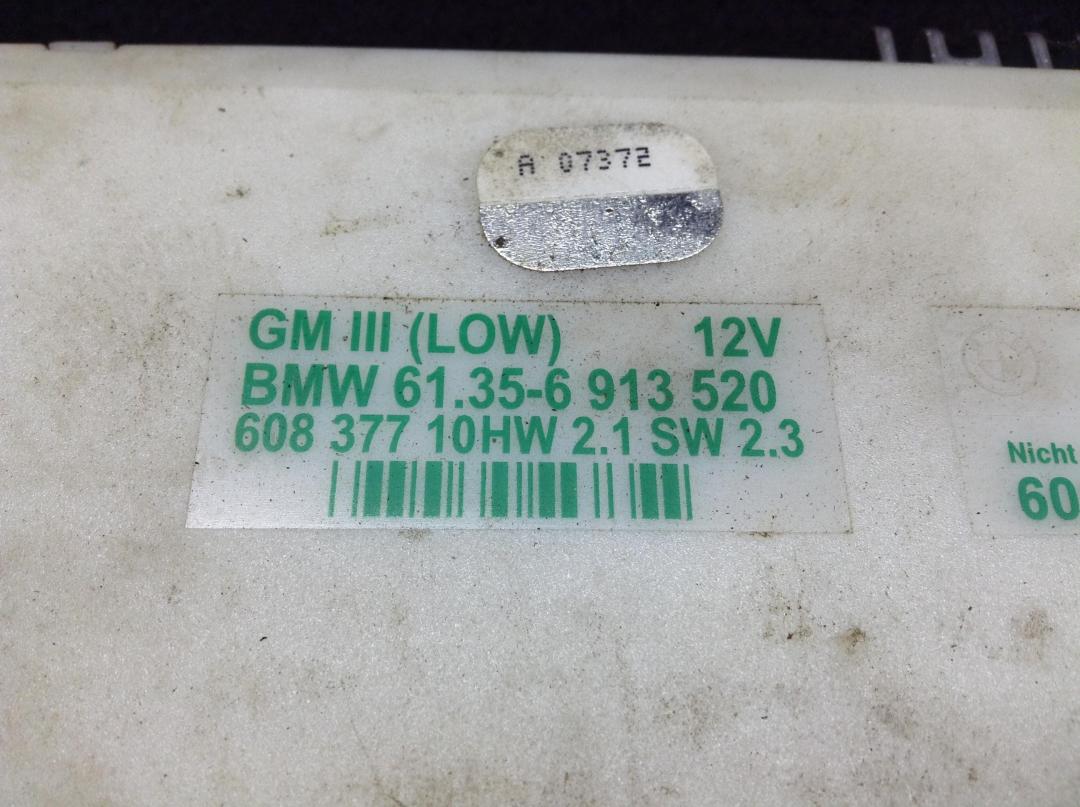 A 07372
GM III (LOW) 12V
BMW 61.35-6 913 520
608 377 10HW 2.1 SW 2.3
Nicht
60